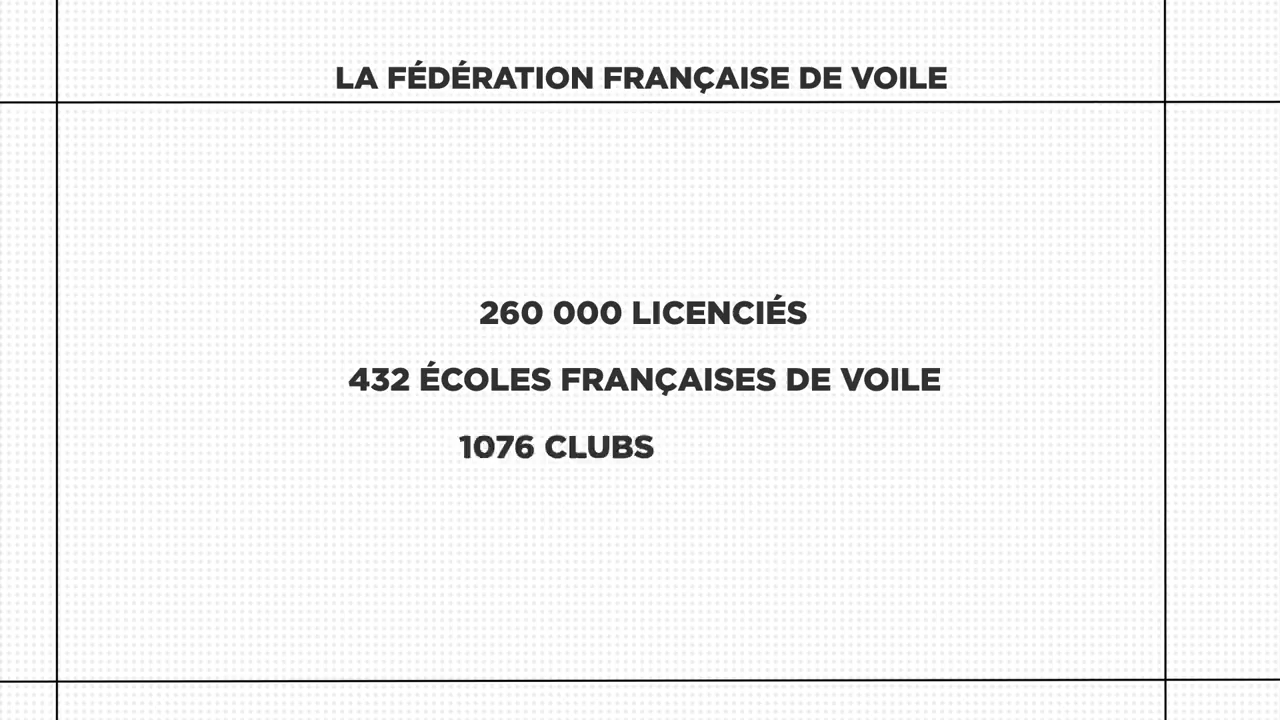 LA FÉDÉRATION FRANÇAISE DE VOILE
260 000 LICENCIÉS
432 ÉCOLES FRANÇAISES DE VOILE
1076 CLUBS